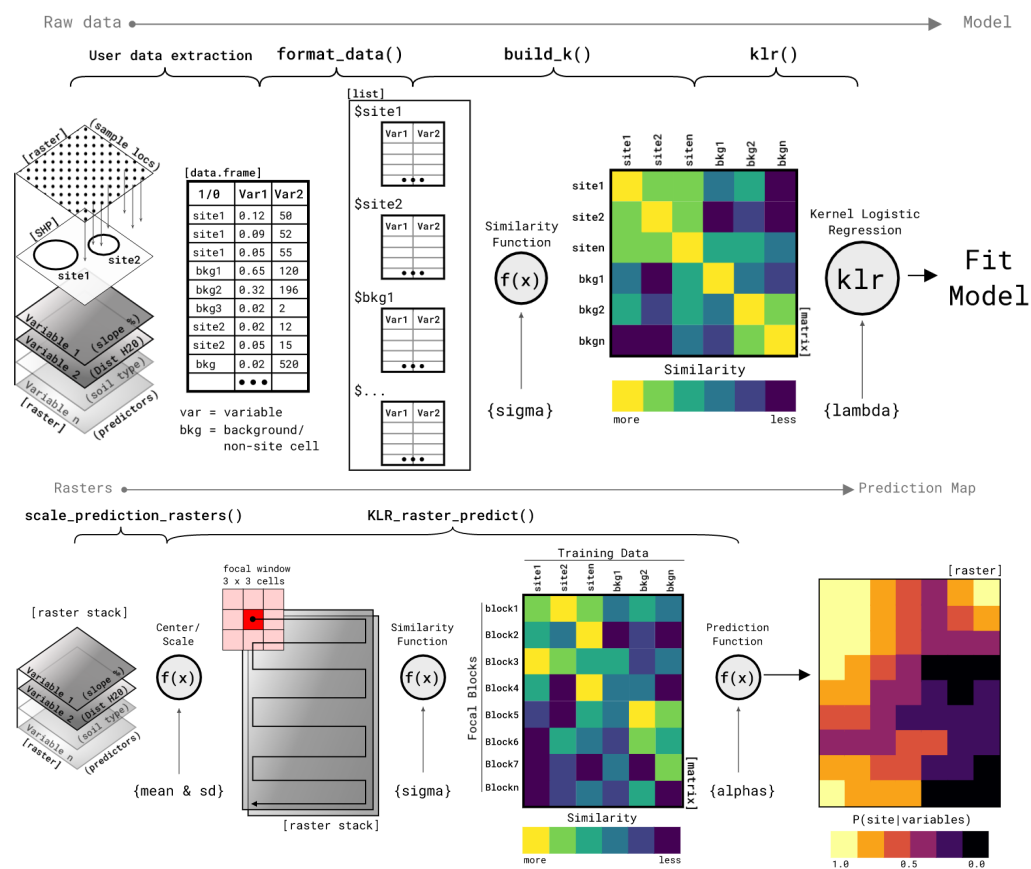 Raw data
Model
User data extraction
format_data()
build_k()
klr()
[raster]
(sample locs)
[SHP]
site1
site2
Variable 1
(slope %)
Variable 2
(Dist H20)
(soil type)
Variable n
[raster]
(predictors)
[data.frame]
1/0 Var1 Var2
site1 0.12 50
site1 0.09 52
site1 0.05 55
bkg1 0.65 120
bkg2 0.32 196
bkg3 0.02 2
site2 0.02 12
site2 0.05 15
bkg 0.02 520
•••
var = variable
bkg = background/
non-site cell
[list]
$site1
Var1 Var2
•••
$site2
Var1 Var2
•••
$bkg1
Var1 Var2
•••
$...
Var1 Var2
•••
Similarity
Function
f(x)
{sigma}
site1 site2 siten bkg1 bkg2 bkgn
site1
site2
siten
bkg1
bkg2
bkgn
[matrix]
Similarity
more less
Kernel Logistic
Regression
klr
{lambda}
Fit
Model
Rasters
Prediction Map
scale_prediction_rasters()
KLR_raster_predict()
[raster stack]
Variable 1
(slope %)
Variable 2
(Dist H20)
(soil type)
Variable n
[raster]
(predictors)
Center/
Scale
f(x)
{mean & sd}
focal window
3 x 3 cells
[raster stack]
Similarity
Function
f(x)
{sigma}
Training Data
site1 site2 siten bkg1 bkg2 bkgn
Focal Blocks
block1
Block2
Block3
Block4
Block5
Block6
Block7
Blockn
[matrix]
Similarity
more less
Prediction
Function
f(x)
{alphas}
[raster]
P(site|variables)
1.0 0.5 0.0